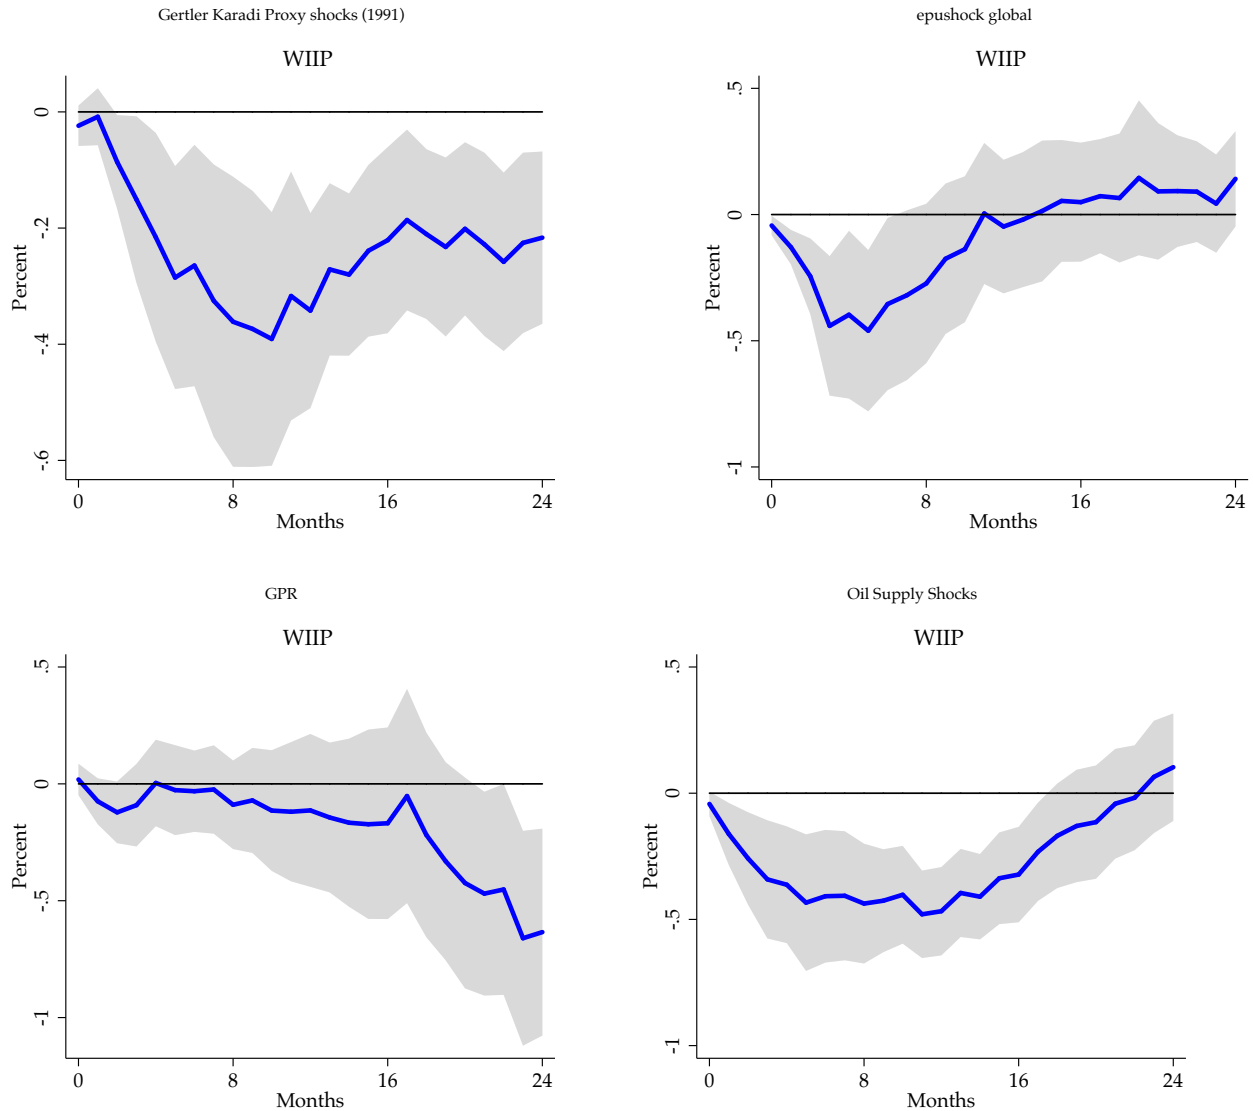 Gertler Karadi Proxy shocks (1991)
WIIP
0
-.2
-.4
-.6
Percent
0 8 16 24
Months
epushock global
WIIP
.5
0
-.5
-1
Percent
0 8 16 24
Months
GPR
WIIP
.5
0
-.5
-1
Percent
0 8 16 24
Months
Oil Supply Shocks
WIIP
.5
0
-.5
-1
Percent
0 8 16 24
Months